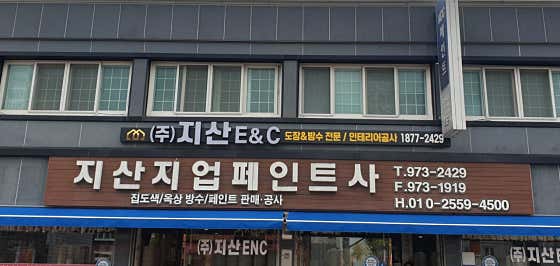 (주)지산E&C 도장&방수 전문 / 인테리어공사 1877-2429
지산지업페인트사
집도색/옥상 방수/페인트 판매·공사
T.973-2429
F.973-1919
H.010-2559-4500
(주)지산ENC
(주)지산